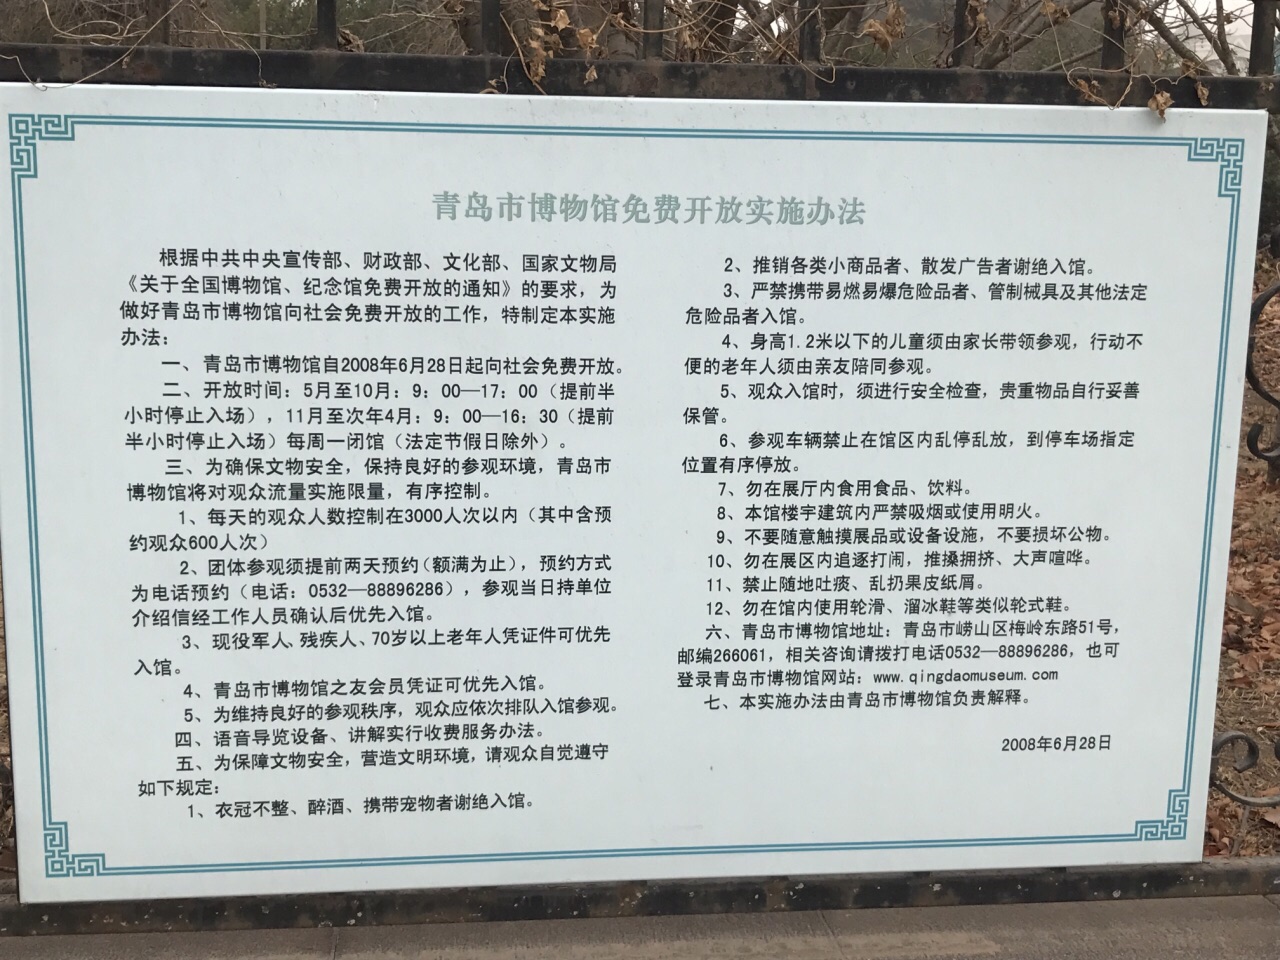 青岛市博物馆免费开放实施办法
根据中共中央宣传部、财政部、文化部、国家文物局
《关于全国博物馆、纪念馆免费开放的通知》的要求，为
做好青岛市博物馆向社会免费开放的工作，特制定本实施
办法：
一、青岛市博物馆自2008年6月28日起向社会免费开放。
二、开放时间：5月至10月：9：00—17：00（提前半
小时停止入场），11月至次年4月：9：00—16：30（提前
半小时停止入场）每周一闭馆（法定节假日除外）。
三、为确保文物安全，保持良好的参观环境，青岛市
博物馆将对观众流量实施限量，有序控制。
1、每天的观众人数控制在3000人次以内（其中含预
约观众600人次）
2、团体参观须提前两天预约（额满为止），预约方式
为电话预约（电话：0532—88896286），参观当日持单位
介绍信经工作人员确认后优先入馆。
3、现役军人、残疾人、70岁以上老年人凭证件可优先
入馆。
4、青岛市博物馆之友会员凭证可优先入馆。
5、为维持良好的参观秩序，观众应依次排队入馆参观。
四、语音导览设备、讲解实行收费服务办法。
五、为保障文物安全，营造文明环境，请观众自觉遵守
如下规定：
1、衣冠不整、醉酒、携带宠物者谢绝入馆。
2、推销各类小商品者、散发广告者谢绝入馆。
3、严禁携带易燃易爆危险品者、管制械具及其他法定
危险品者入馆。
4、身高1.2米以下的儿童须由家长带领参观，行动不
便的老年人须由亲友陪同参观。
5、观众入馆时，须进行安全检查，贵重物品自行妥善
保管。
6、参观车辆禁止在馆区内乱停乱放，到停车场指定
位置有序停放。
7、勿在展厅内食用食品、饮料。
8、本馆楼宇建筑内严禁吸烟或使用明火。
9、不要随意触摸展品或设备设施，不要损坏公物。
10、勿在展区内追逐打闹，推搡拥挤、大声喧哗。
11、禁止随地吐痰、乱扔果皮纸屑。
12、勿在馆内使用轮滑、溜冰鞋等类似轮式鞋。
六、青岛市博物馆地址：青岛市崂山区梅岭东路51号，
邮编266061，相关咨询请拨打电话0532—88896286，也可
登录青岛市博物馆网站：www.qingdaomuseum.com
七、本实施办法由青岛市博物馆负责解释。
2008年6月28日